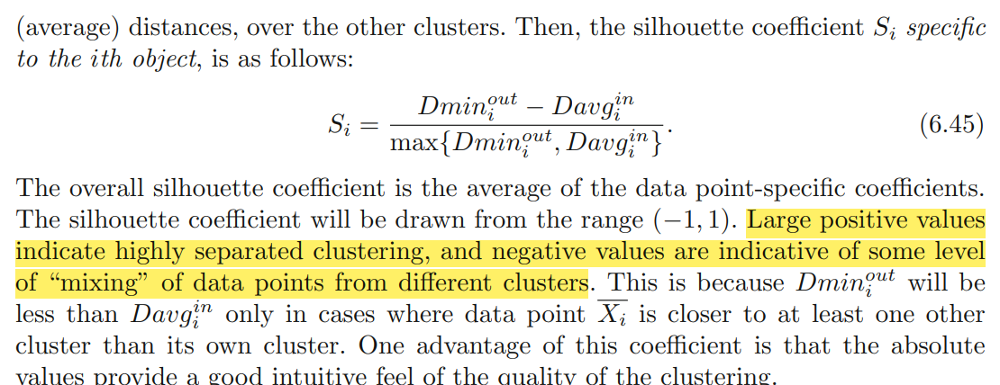 (average) distances, over the other clusters. Then, the silhouette coefficient S_i specific
to the ith object, is as follows:
S_i = \frac{Dmin_i^{out} − Davg_i^{in}}{\max\{Dmin_i^{out}, Davg_i^{in}\}}. (6.45)
The overall silhouette coefficient is the average of the data point-specific coefficients.
The silhouette coefficient will be drawn from the range (−1, 1). Large positive values
indicate highly separated clustering, and negative values are indicative of some level
of “mixing” of data points from different clusters. This is because Dmin_i^{out} will be
less than Davg_i^{in} only in cases where data point \overline{X_i} is closer to at least one other
cluster than its own cluster. One advantage of this coefficient is that the absolute
values provide a good intuitive feel of the quality of the clustering.